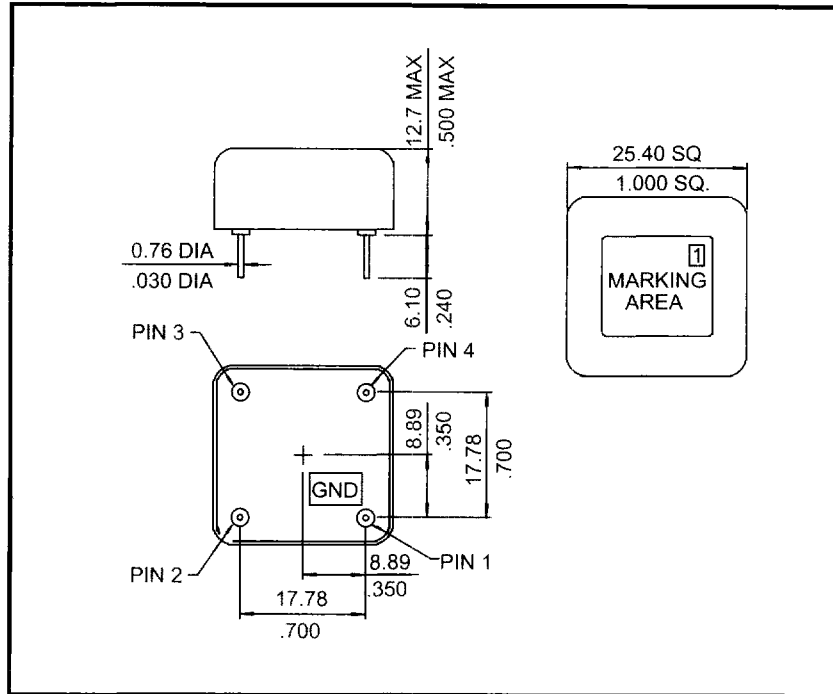 12.7 MAX
.500 MAX
25.40 SQ
1.000 SQ.
1
MARKING
AREA
0.76 DIA
.030 DIA
6.10
.240
PIN 3
PIN 4
8.89
.350
17.78
.700
GND
PIN 2
PIN 1
8.89
.350
17.78
.700